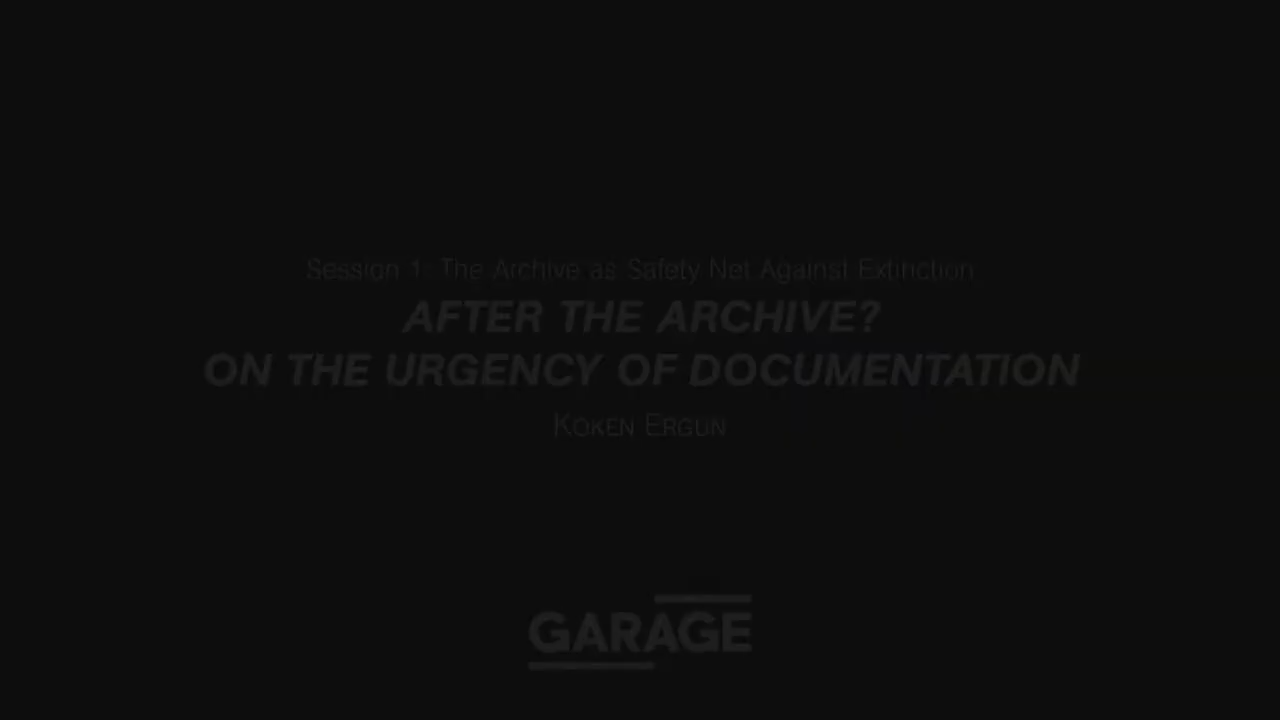 Session 1: The Archive as Safety Net Against Extinction
AFTER THE ARCHIVE?
ON THE URGENCY OF DOCUMENTATION
KOKEN ERGUN
GARAGE